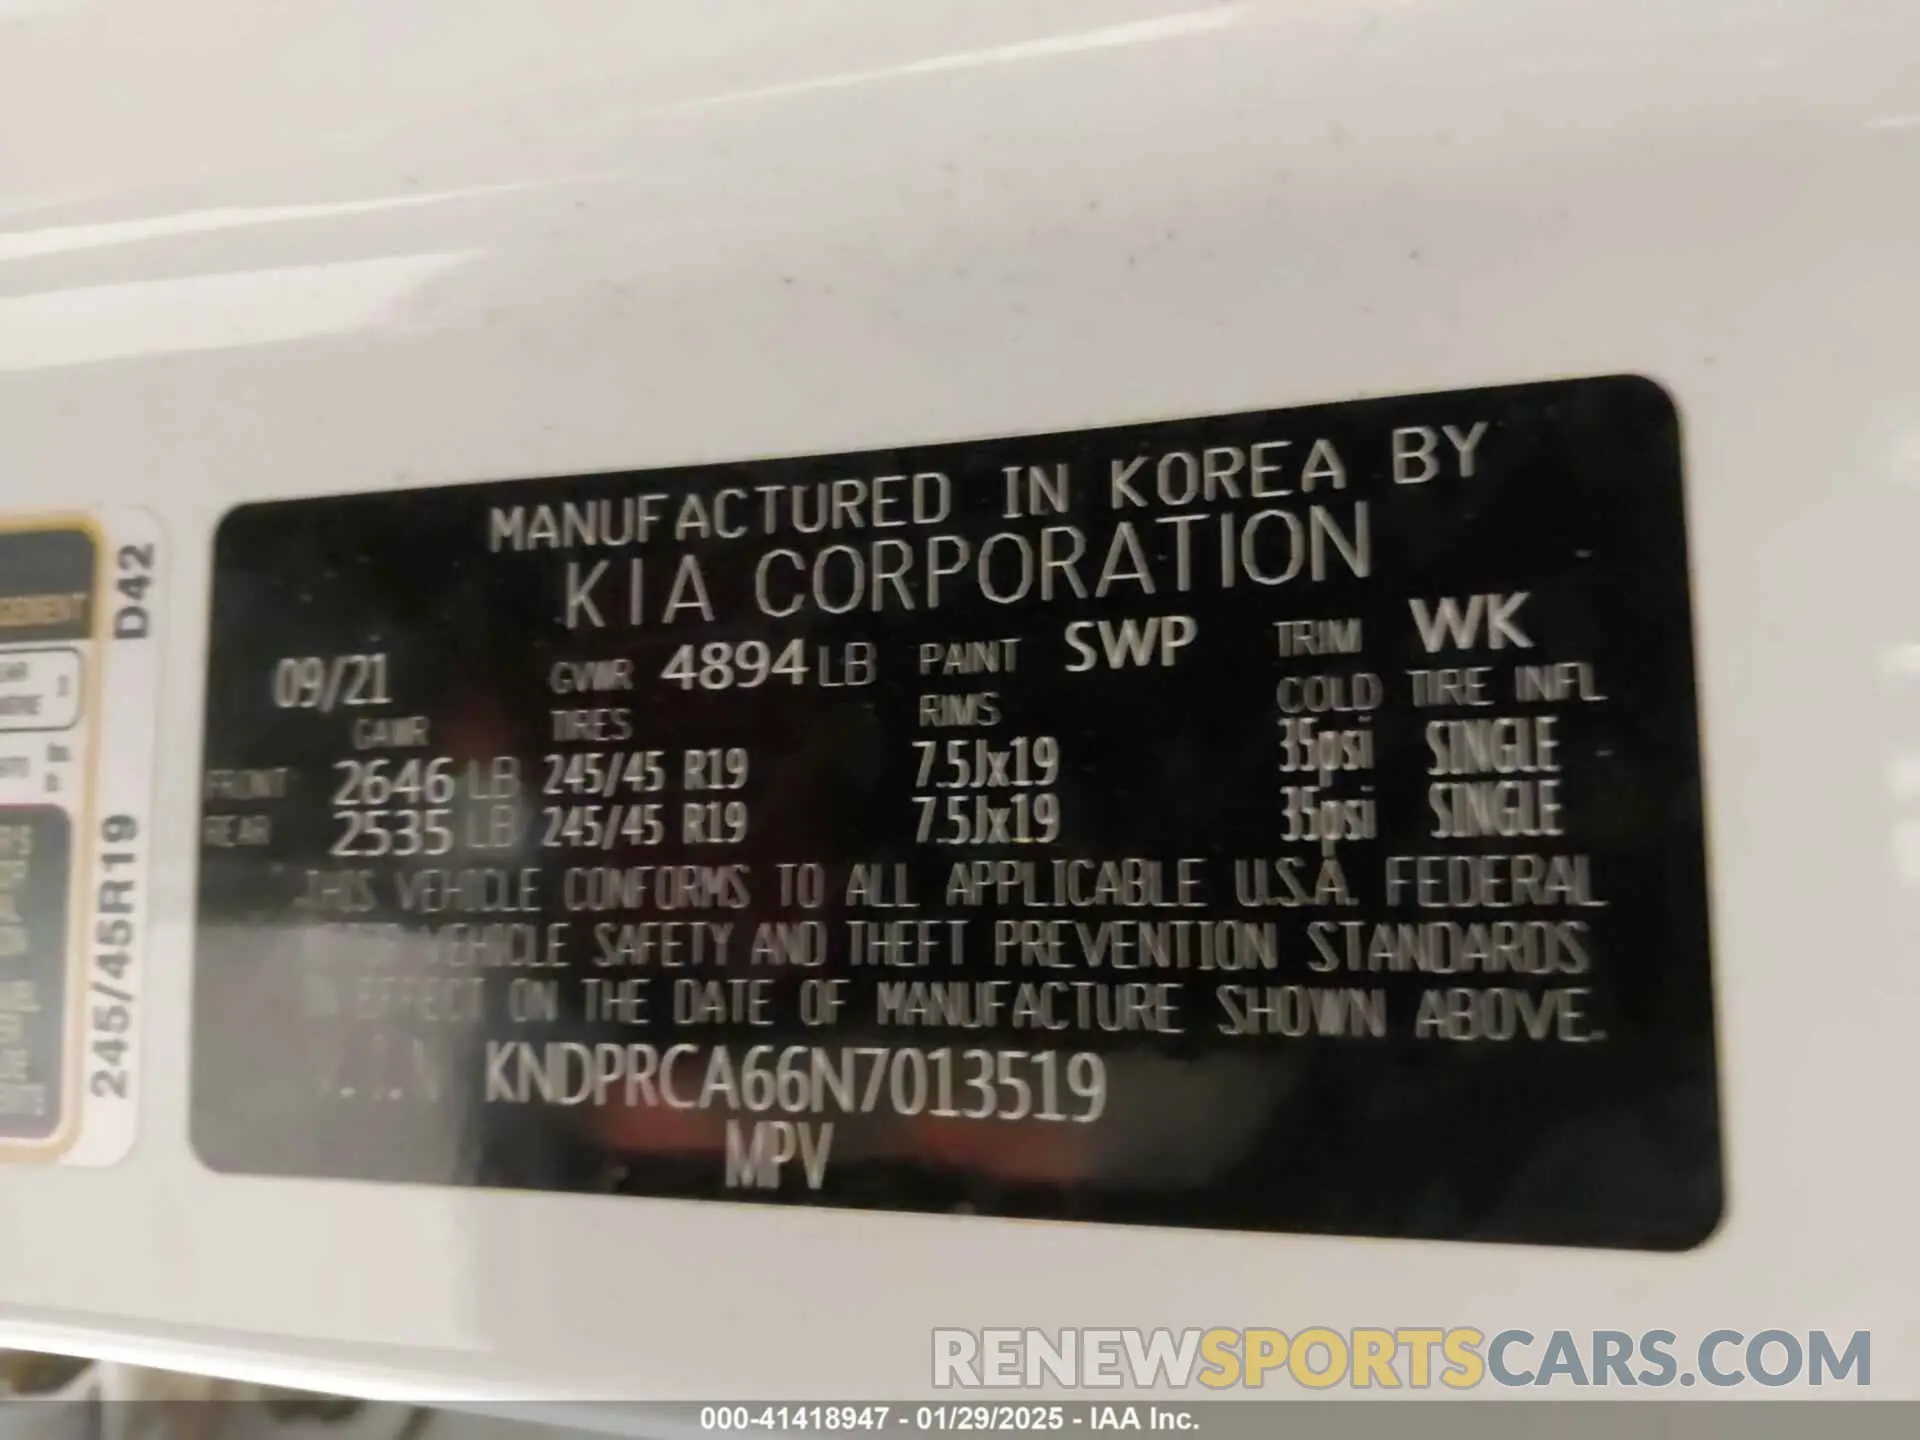 MANUFACTURED IN KOREA BY
KIA CORPORATION
09/21 GVWR 4894 LB PAINT SWP TRIM WK
GAWR TIRES RIMS COLD TIRE INFL
FRONT 2646 LB 245/45 R19 7.5Jx19 35psi SINGLE
REAR 2535 LB 245/45 R19 7.5Jx19 35psi SINGLE
THIS VEHICLE CONFORMS TO ALL APPLICABLE U.S.A. FEDERAL
VEHICLE SAFETY AND THEFT PREVENTION STANDARDS
IN EFFECT ON THE DATE OF MANUFACTURE SHOWN ABOVE.
V.I.N KNDPRCA66N7013519
MPV
D42
245/45R19
RENEWSPORTSCARS.COM
000-41418947 - 01/29/2025 - IAA Inc.